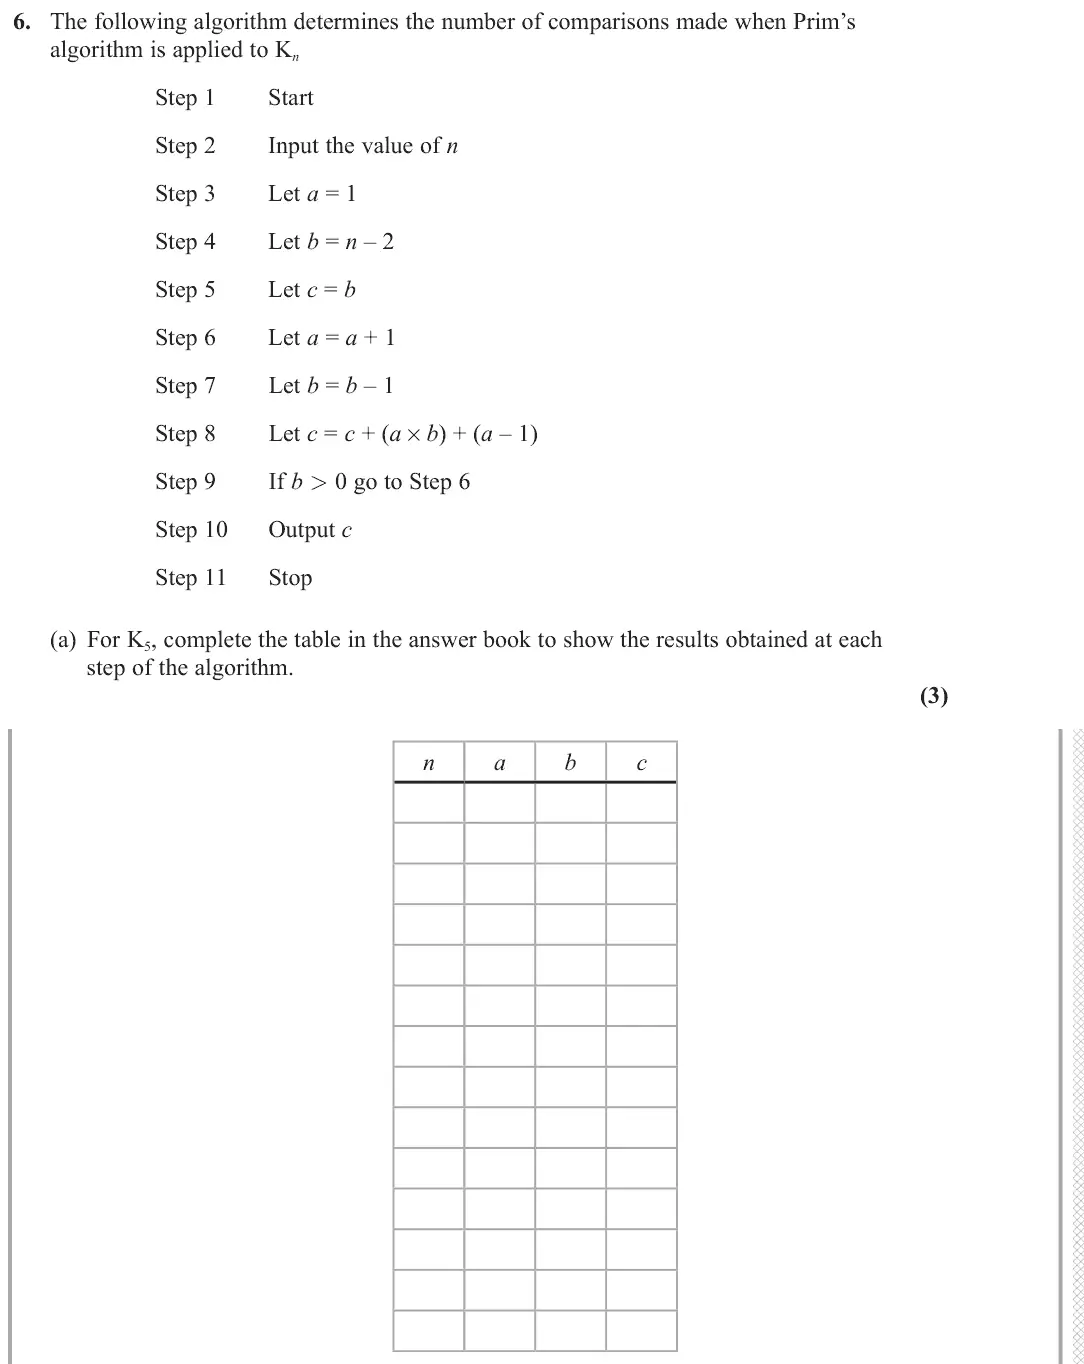 6. The following algorithm determines the number of comparisons made when Prim’s
algorithm is applied to Kₙ
Step 1 Start
Step 2 Input the value of n
Step 3 Let a = 1
Step 4 Let b = n – 2
Step 5 Let c = b
Step 6 Let a = a + 1
Step 7 Let b = b – 1
Step 8 Let c = c + (a × b) + (a – 1)
Step 9 If b > 0 go to Step 6
Step 10 Output c
Step 11 Stop
(a) For K₅, complete the table in the answer book to show the results obtained at each
step of the algorithm.
(3)
n a b c